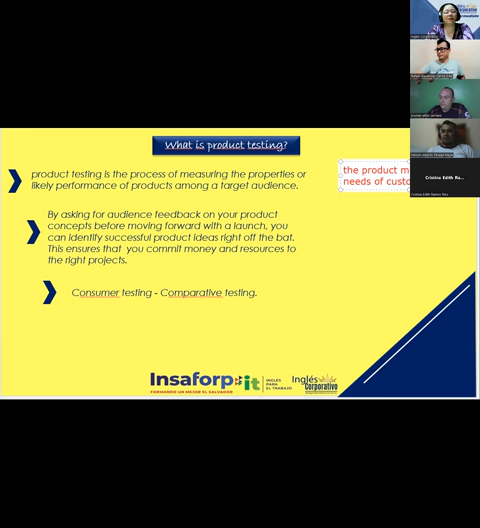 What is product testing?
product testing is the process of measuring the properties or
likely performance of products among a target audience.
the product m
needs of custo
By asking for audience feedback on your product
concepts before moving forward with a launch, you
can identify successful product ideas right off the bat.
This ensures that you commit money and resources to
the right projects.
Consumer testing - Comparative testing.
Insaforp
FORMANDO UN MEJOR EL SALVADOR
it
INGLÉS
PARA
EL TRABAJO
Inglés
Corporativo
Cristina Edith Ra...